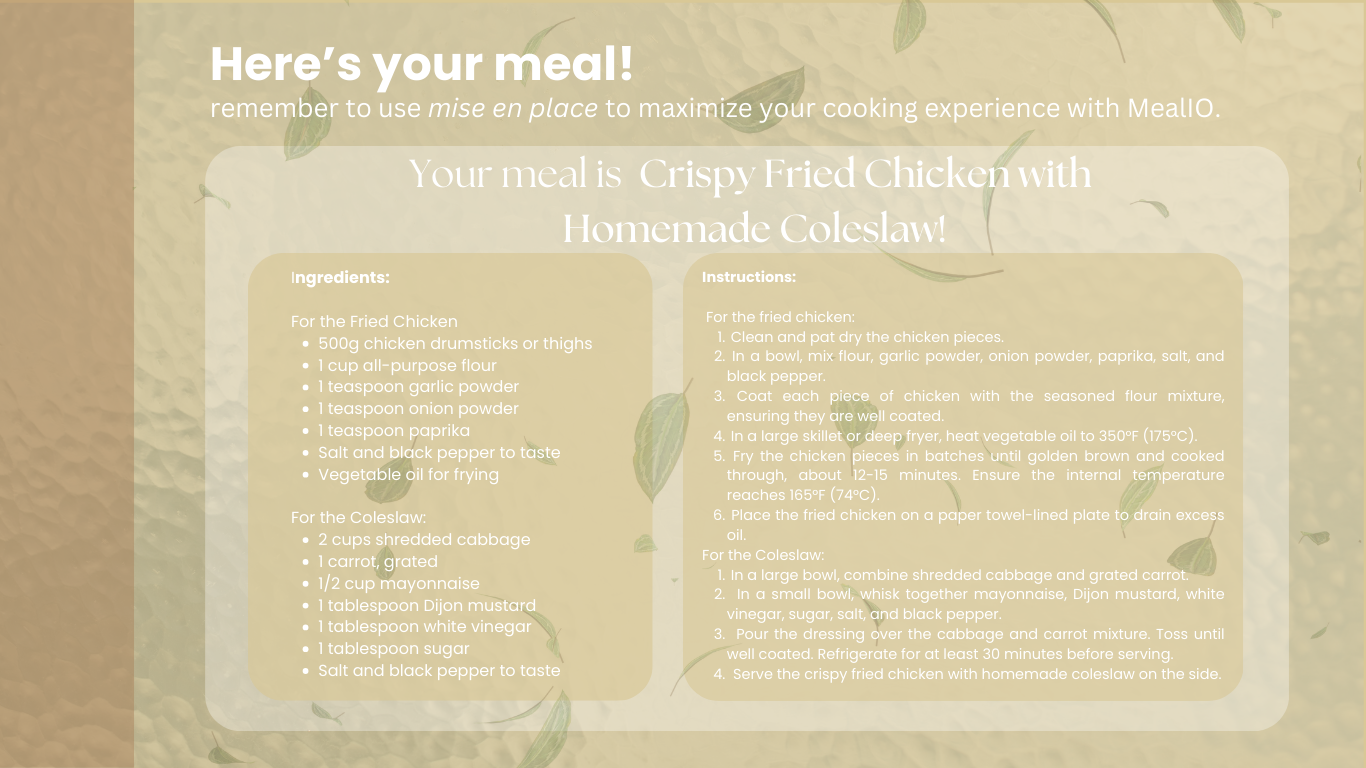 Here's your meal!
remember to use mise en place to maximize your cooking experience with MealIO.
Your meal is Crispy Fried Chicken with
Homemade Coleslaw!
Ingredients:
For the Fried Chicken
• 500g chicken drumsticks or thighs
• 1 cup all-purpose flour
• 1 teaspoon garlic powder
• 1 teaspoon onion powder
• 1 teaspoon paprika
• Salt and black pepper to taste
• Vegetable oil for frying
For the Coleslaw:
• 2 cups shredded cabbage
• 1 carrot, grated
• 1/2 cup mayonnaise
• 1 tablespoon Dijon mustard
• 1 tablespoon white vinegar
• 1 tablespoon sugar
• Salt and black pepper to taste
Instructions:
For the fried chicken:
1. Clean and pat dry the chicken pieces.
2. In a bowl, mix flour, garlic powder, onion powder, paprika, salt, and
black pepper.
3. Coat each piece of chicken with the seasoned flour mixture,
ensuring they are well coated.
4. In a large skillet or deep fryer, heat vegetable oil to 350°F (175°C).
5. Fry the chicken pieces in batches until golden brown and cooked
through, about 12-15 minutes. Ensure the internal temperature
reaches 165°F (74°C).
6. Place the fried chicken on a paper towel-lined plate to drain excess
oil.
For the Coleslaw:
1. In a large bowl, combine shredded cabbage and grated carrot.
2. In a small bowl, whisk together mayonnaise, Dijon mustard, white
vinegar, sugar, salt, and black pepper.
3. Pour the dressing over the cabbage and carrot mixture. Toss until
well coated. Refrigerate for at least 30 minutes before serving.
4. Serve the crispy fried chicken with homemade coleslaw on the side.